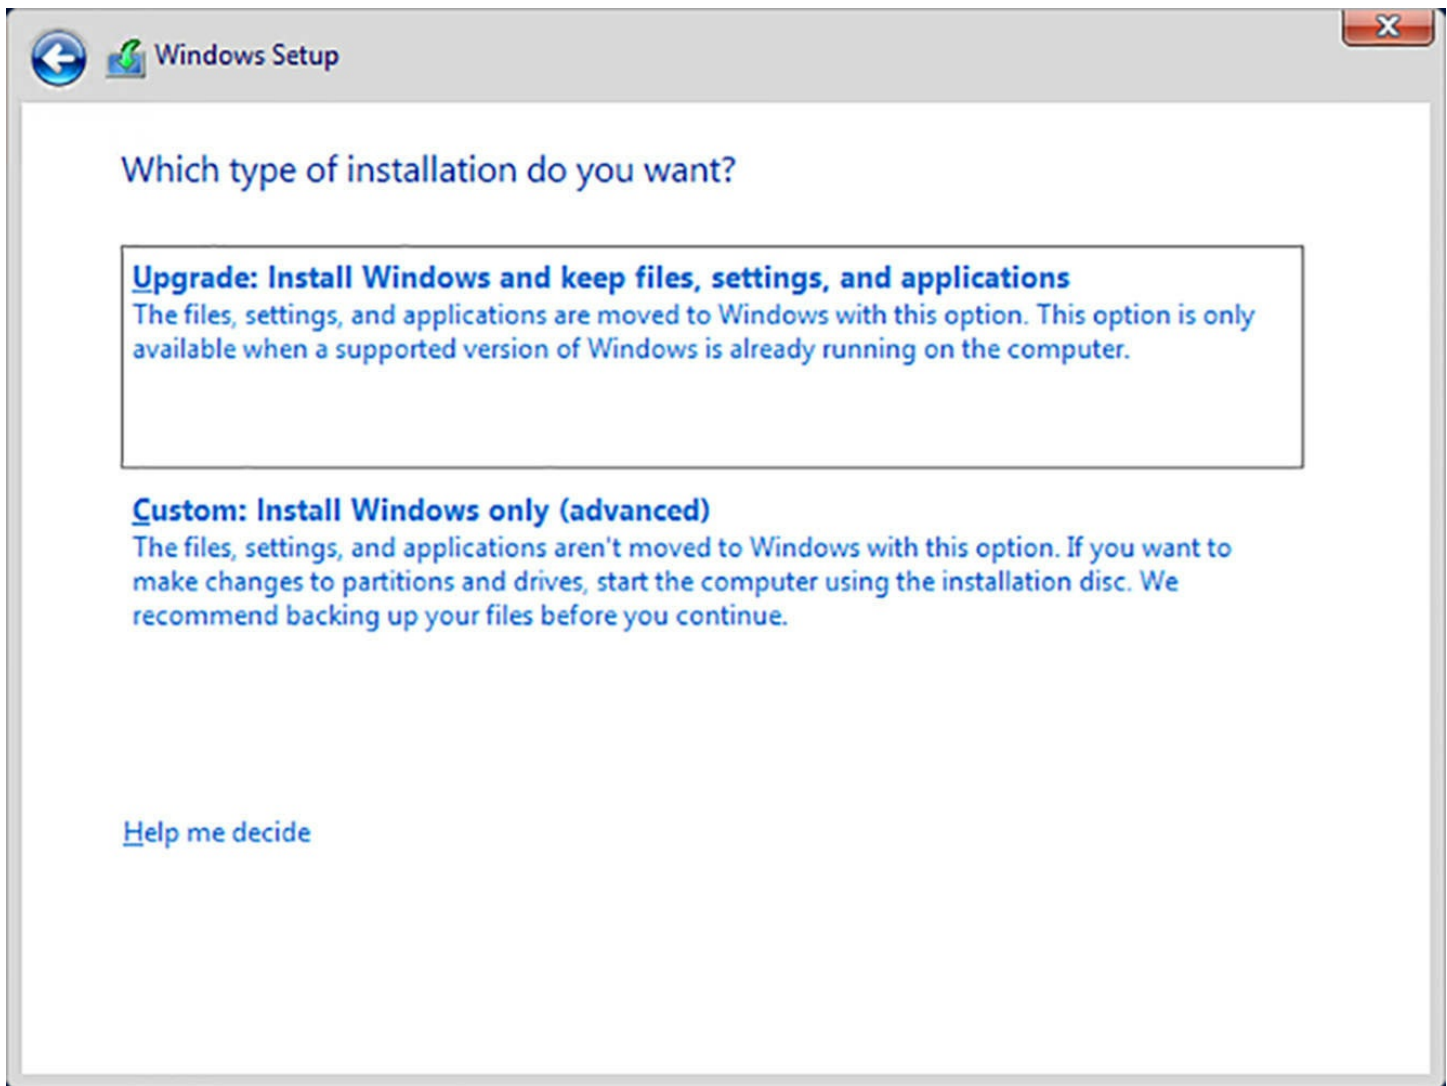 Windows Setup
Which type of installation do you want?
Upgrade: Install Windows and keep files, settings, and applications
The files, settings, and applications are moved to Windows with this option. This option is only
available when a supported version of Windows is already running on the computer.
Custom: Install Windows only (advanced)
The files, settings, and applications aren't moved to Windows with this option. If you want to
make changes to partitions and drives, start the computer using the installation disc. We
recommend backing up your files before you continue.
Help me decide